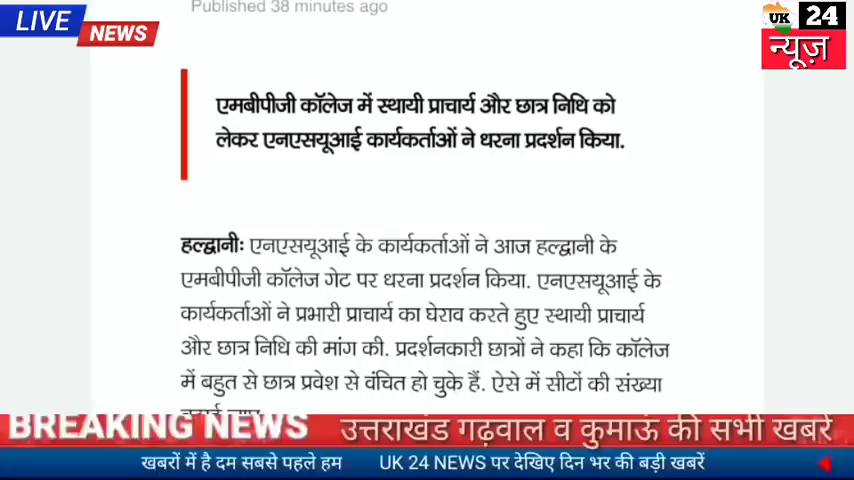 Published 38 minutes ago
LIVE
NEWS
UK 24
न्यूज़
एमबीपीजी कॉलेज में स्थायी प्राचार्य और छात्र निधि को
लेकर एनएसयूआई कार्यकर्ताओं ने धरना प्रदर्शन किया.
हल्द्वानी: एनएसयूआई के कार्यकर्ताओं ने आज हल्द्वानी के
एमबीपीजी कॉलेज गेट पर धरना प्रदर्शन किया. एनएसयूआई के
कार्यकर्ताओं ने प्रभारी प्राचार्य का घेराव करते हुए स्थायी प्राचार्य
और छात्र निधि की मांग की. प्रदर्शनकारी छात्रों ने कहा कि कॉलेज
में बहुत से छात्र प्रवेश से वंचित हो चुके हैं. ऐसे में सीटों की संख्या
BREAKING NEWS उत्तराखंड गढ़वाल व कुमाऊं की सभी खबरें
खबरों में है दम सबसे पहले हम UK 24 NEWS पर देखिए दिन भर की बड़ी खबरें